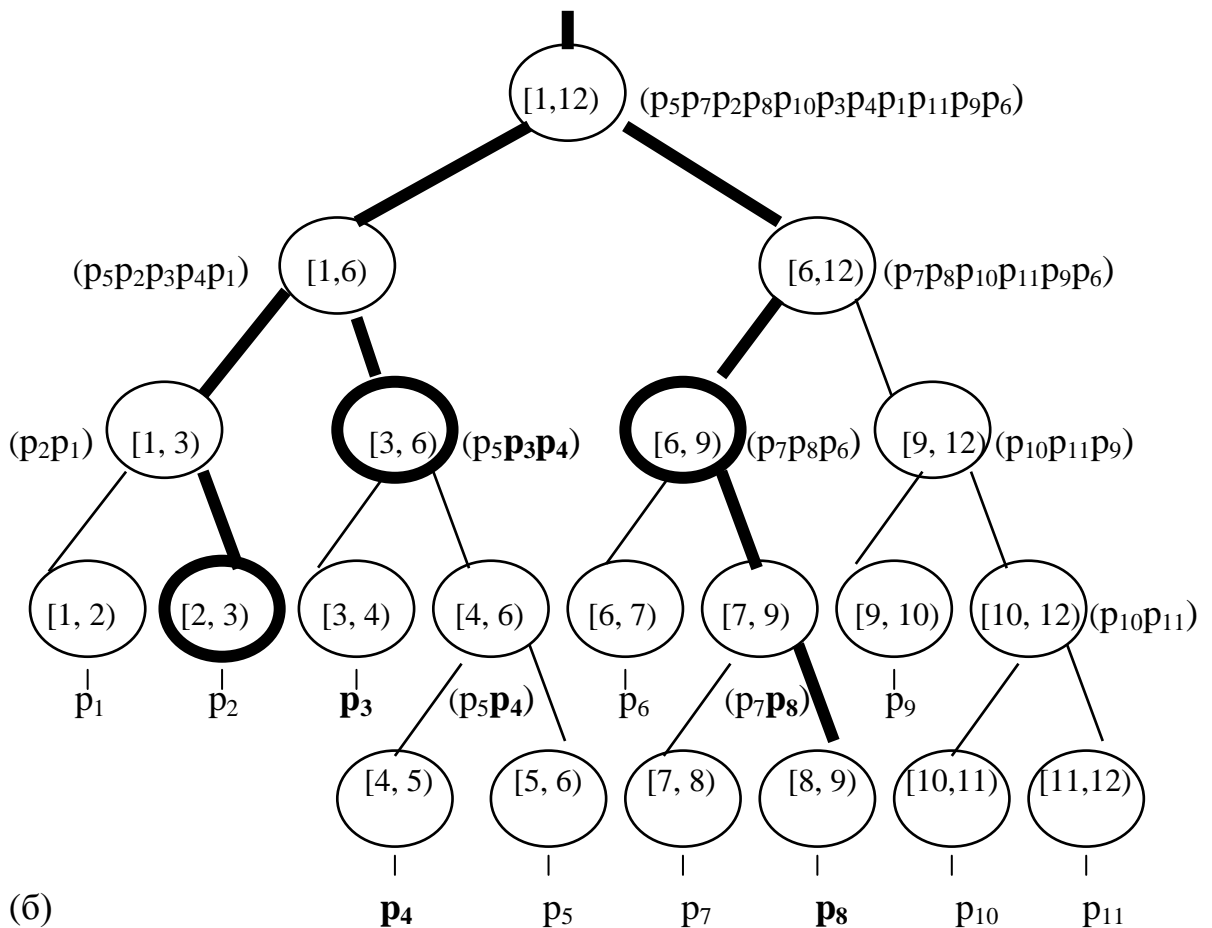 [1,12) (p₅p₇p₂p₈p₁₀p₃p₄p₁p₁₁p₉p₆)
(p₅p₂p₃p₄p₁) [1,6) [6,12) (p₇p₈p₁₀p₁₁p₉p₆)
(p₂p₁) [1, 3) [3, 6) (p₅p₃p₄) [6, 9) (p₇p₈p₆) [9, 12) (p₁₀p₁₁p₉)
[1, 2) [2, 3) [3, 4) [4, 6) [6, 7) [7, 9) [9, 10) [10, 12) (p₁₀p₁₁)
p₁ p₂ p₃ (p₅p₄) p₆ (p₇p₈) p₉
[4, 5) [5, 6) [7, 8) [8, 9) [10,11) [11,12)
(б) p₄ p₅ p₇ p₈ p₁₀ p₁₁